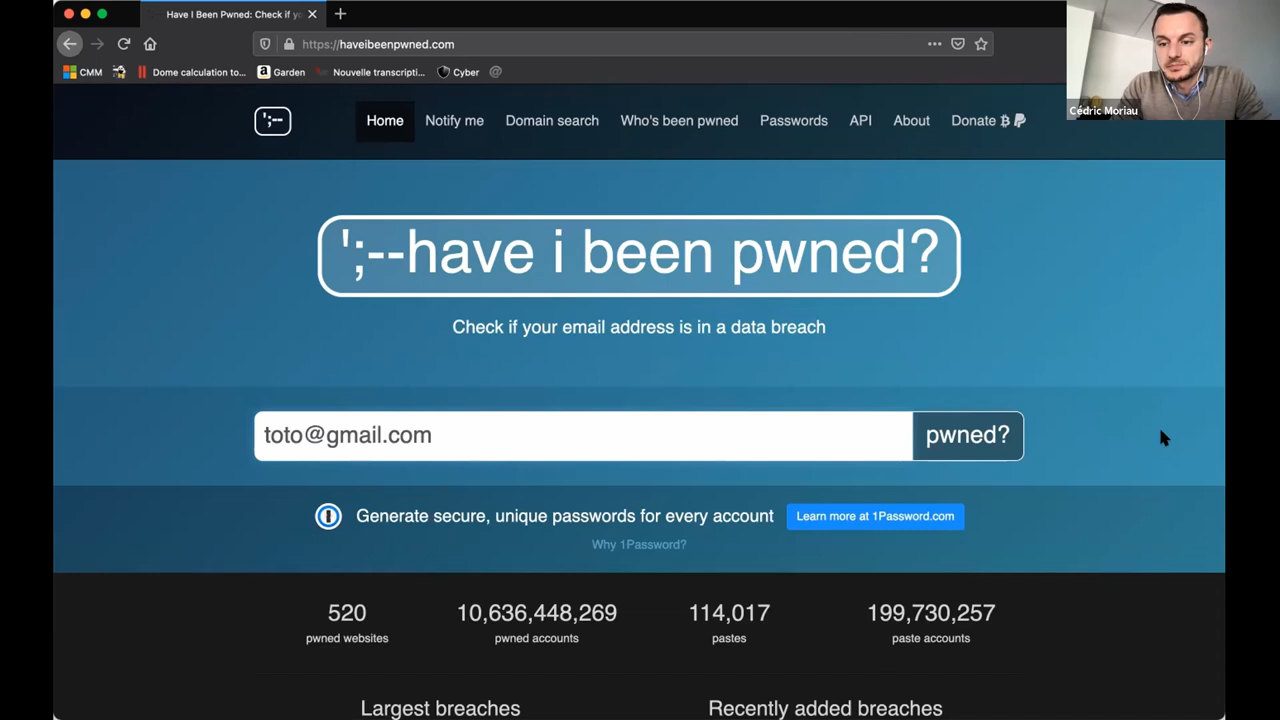 Have I Been Pwned: Check if yo
https://haveibeenpwned.com
CMM
Dome calculation to...
Garden
Nouvelle transcripti...
Cyber
Cédric Moriau
';--
Home
Notify me
Domain search
Who's been pwned
Passwords
API
About
Donate
';--have i been pwned?
Check if your email address is in a data breach
toto@gmail.com
pwned?
Generate secure, unique passwords for every account
Learn more at 1Password.com
Why 1Password?
520
pwned websites
10,636,448,269
pwned accounts
114,017
pastes
199,730,257
paste accounts
Largest breaches
Recently added breaches